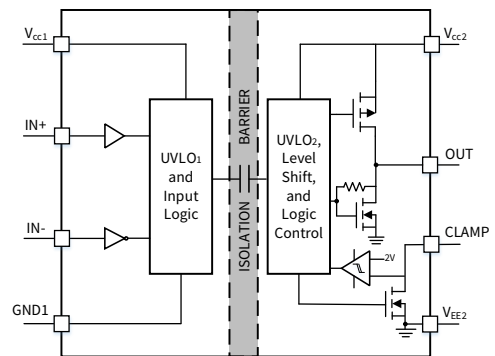 Vcc1
IN+
IN-
GND1
UVLO1
and
Input
Logic
ISOLATION BARRIER
UVLO2,
Level
Shift,
and
Logic
Control
2V
Vcc2
OUT
CLAMP
VEE2